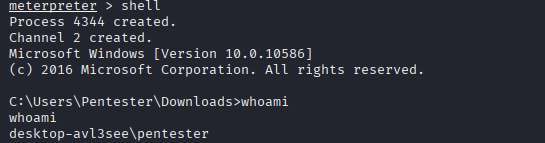 meterpreter > shell
Process 4344 created.
Channel 2 created.
Microsoft Windows [Version 10.0.10586]
(c) 2016 Microsoft Corporation. All rights reserved.
C:\Users\Pentester\Downloads>whoami
whoami
desktop-avl3see\pentester